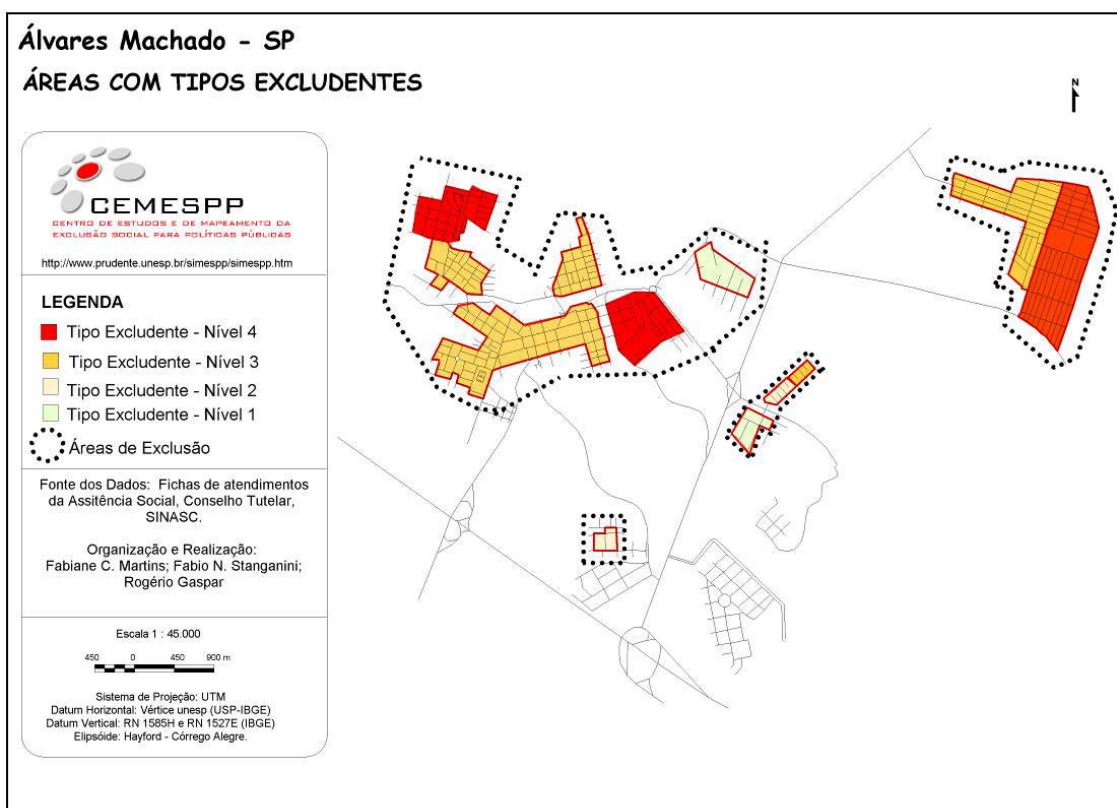 Álvares Machado - SP
ÁREAS COM TIPOS EXCLUDENTES
N
CEMESPP
CENTRO DE ESTUDOS E DE MAPEAMENTO DA
EXCLUSÃO SOCIAL PARA POLÍTICAS PÚBLICAS
http://www.prudente.unesp.br/simespp/simespp.htm
LEGENDA
Tipo Excludente - Nível 4
Tipo Excludente - Nível 3
Tipo Excludente - Nível 2
Tipo Excludente - Nível 1
Áreas de Exclusão
Fonte dos Dados: Fichas de atendimentos
da Assitência Social, Conselho Tutelar,
SINASC.
Organização e Realização:
Fabiane C. Martins; Fabio N. Stanganini;
Rogério Gaspar
Escala 1 : 45.000
450 0 450 900 m
Sistema de Projeção: UTM
Datum Horizontal: Vértice unesp (USP-IBGE)
Datum Vertical: RN 1585H e RN 1527E (IBGE)
Elipsóide: Hayford - Córrego Alegre.